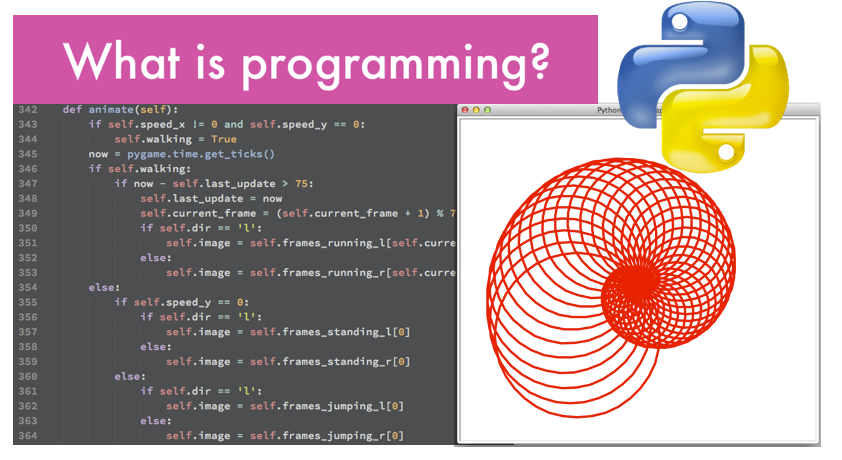 What is programming?
342 def animate(self):
343 if self.speed_x != 0 and self.speed_y == 0:
344 self.walking = True
345 now = pygame.time.get_ticks()
346 if self.walking:
347 if now - self.last_update > 75:
348 self.last_update = now
349 self.current_frame = (self.current_frame + 1) % 7
350 if self.dir == 'l':
351 self.image = self.frames_running_l[self.curre
352 else:
353 self.image = self.frames_running_r[self.curre
354 else:
355 if self.speed_y == 0:
356 if self.dir == 'l':
357 self.image = self.frames_standing_l[0]
358 else:
359 self.image = self.frames_standing_r[0]
360 else:
361 if self.dir == 'l':
362 self.image = self.frames_jumping_l[0]
363 else:
364 self.image = self.frames_jumping_r[0]
Python